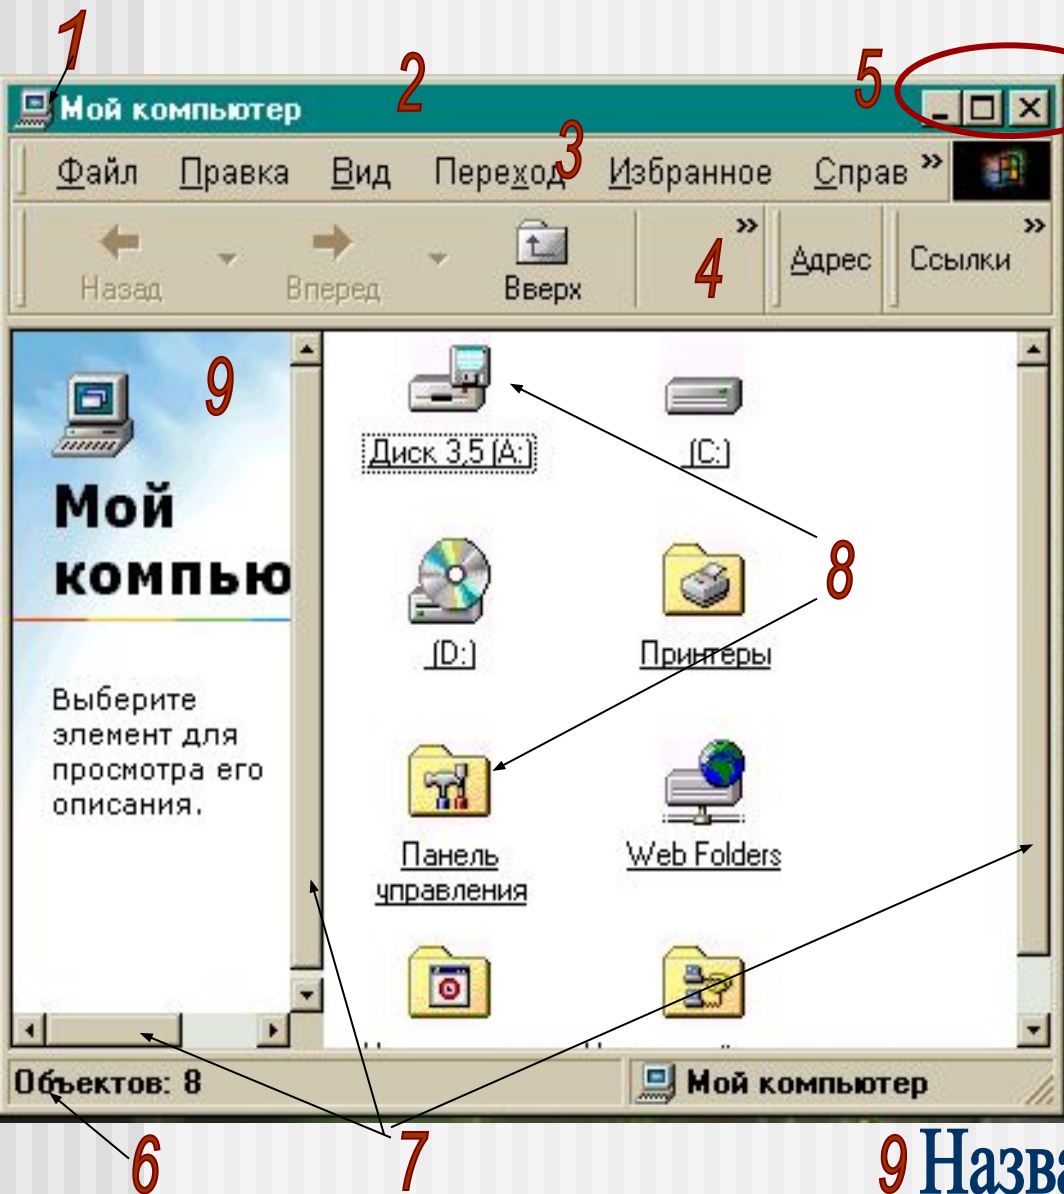 1
2
5
Мой компьютер
3
Файл Правка Вид Переход Избранное Справ »
4
Назад Вперед Вверх » Адрес Ссылки »
9
Диск 3,5 (A:) (C:)
Мой
компью
8
(D:) Принтеры
Выберите
элемент для
просмотра его
описания.
Панель
управления
Web Folders
Объектов: 8 Мой компьютер
6 7 9 Назва